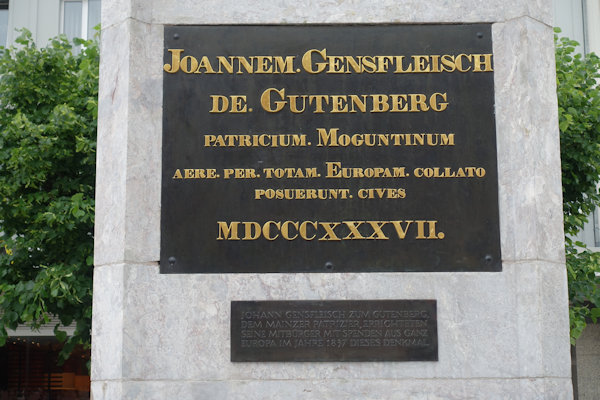 JOANNEM. GENSFLEISCH
DE. GUTENBERG
PATRICIUM. MOGUNTINUM
AERE. PER. TOTAM. EUROPAM. COLLATO
POSUERUNT. CIVES
MDCCCXXXVII.
JOHANN GENSFLEISCH ZUM GUTENBERG,
DEM MAINZER PATRIZIER, ERRICHTETEN
SEINE MITBÜRGER MIT SPENDEN AUS GANZ
EUROPA IM JAHRE 1837 DIESES DENKMAL